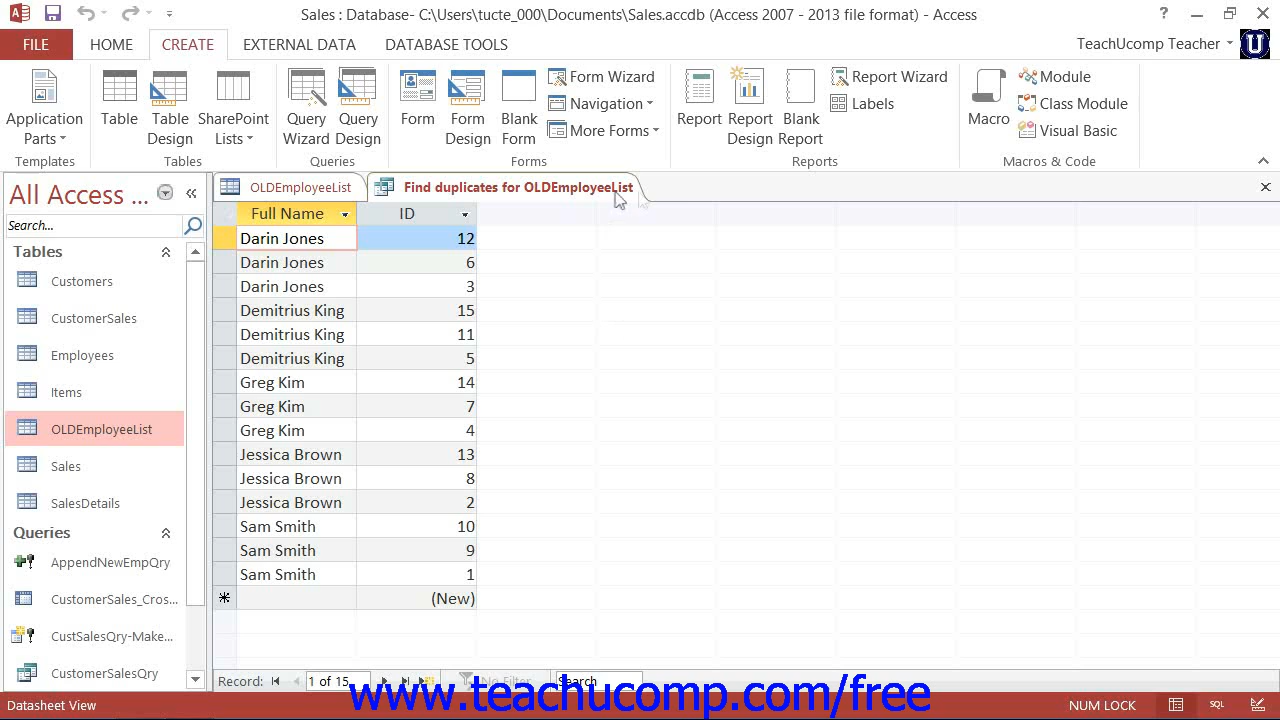 Sales : Database- C:\Users\tucte_000\Documents\Sales.accdb (Access 2007 - 2013 file format) - Access
FILE HOME CREATE EXTERNAL DATA DATABASE TOOLS TeachUcomp Teacher
Application Parts
Table
Table Design
SharePoint Lists
Query Wizard
Query Design
Form
Form Design
Blank Form
Form Wizard
Navigation
More Forms
Report
Report Design
Blank Report
Report Wizard
Labels
Macro
Module
Class Module
Visual Basic
Templates Tables Queries Forms Reports Macros & Code
All Access ...
Search...
Tables
Customers
CustomerSales
Employees
Items
OLDEmployeeList
Sales
SalesDetails
Queries
AppendNewEmpQry
CustomerSales_Cros...
CustSalesQry-Make...
CustomerSalesQry
OLDEmployeeList Find duplicates for OLDEmployeeList
Full Name ID
Darin Jones 12
Darin Jones 6
Darin Jones 3
Demitrius King 15
Demitrius King 11
Demitrius King 5
Greg Kim 14
Greg Kim 7
Greg Kim 4
Jessica Brown 13
Jessica Brown 8
Jessica Brown 2
Sam Smith 10
Sam Smith 9
Sam Smith 1
(New)
Record: 1 of 15 No Filter Search
www.teachucomp.com/free
Datasheet View NUM LOCK SQL